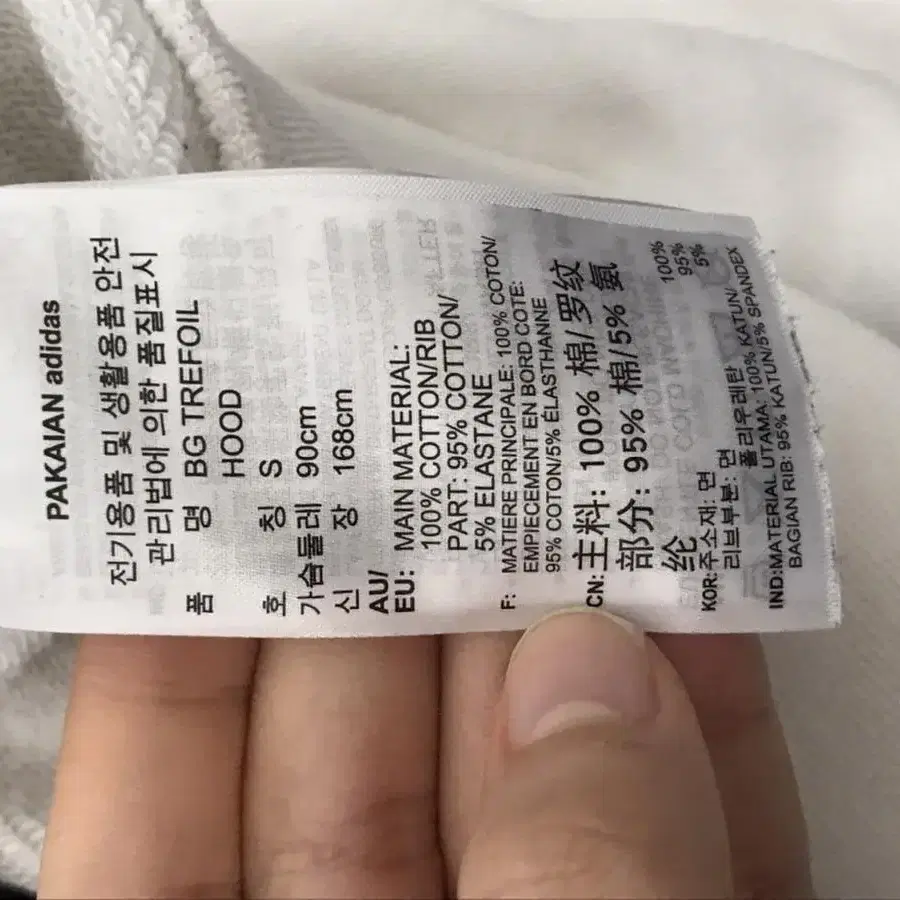 PAKAIAN adidas
전기용품 및 생활용품 안전
관리법에 의한 품질표시
품 명 BG TREFOIL
HOOD
호 칭 S
가슴둘레 90cm
신 장 168cm
AU/
EU: MAIN MATERIAL:
100% COTTON/RIB
PART: 95% COTTON/
5% ELASTANE
F: MATIERE PRINCIPALE: 100% COTON/
EMPIECEMENT EN BORD COTE:
95% COTON/5% ÉLASTHANNE
CN: 主料: 100% 棉/罗纹
部分: 95% 棉/5% 氨
纶
KOR: 주소재: 면 100%
리브부분: 면 95%
폴리우레탄 5%
IND:MATERIAL UTAMA: 100% KATUN/
BAGIAN RIB: 95% KATUN/5% SPANDEX